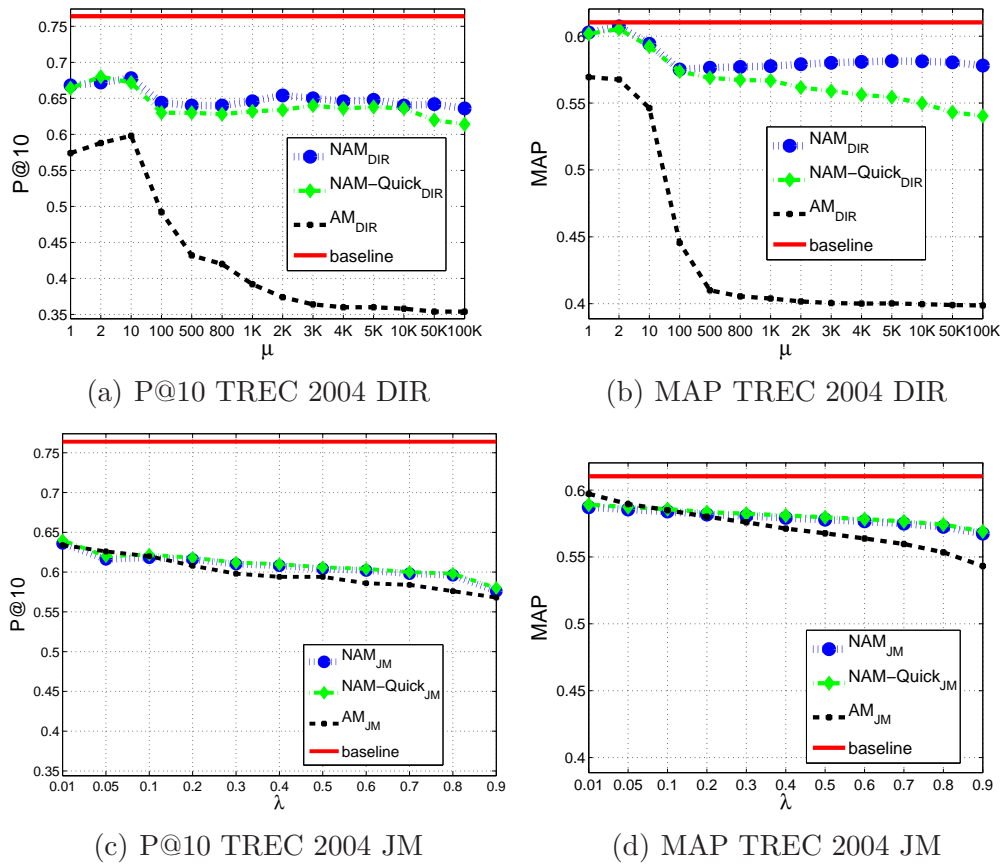 0.75
0.7
0.65
0.6
0.55
0.5
0.45
0.4
0.35
P@10
NAM_DIR
NAM−Quick_DIR
AM_DIR
baseline
1 2 10 100 500 800 1K 2K 3K 4K 5K 10K 50K 100K
μ
(a) P@10 TREC 2004 DIR
0.6
0.55
0.5
0.45
0.4
MAP
NAM_DIR
NAM−Quick_DIR
AM_DIR
baseline
1 2 10 100 500 800 1K 2K 3K 4K 5K 10K 50K 100K
μ
(b) MAP TREC 2004 DIR
0.75
0.7
0.65
0.6
0.55
0.5
0.45
0.4
0.35
P@10
NAM_JM
NAM−Quick_JM
AM_JM
baseline
0.01 0.05 0.1 0.2 0.3 0.4 0.5 0.6 0.7 0.8 0.9
λ
(c) P@10 TREC 2004 JM
0.6
0.55
0.5
0.45
0.4
MAP
NAM_JM
NAM−Quick_JM
AM_JM
baseline
0.01 0.05 0.1 0.2 0.3 0.4 0.5 0.6 0.7 0.8 0.9
λ
(d) MAP TREC 2004 JM